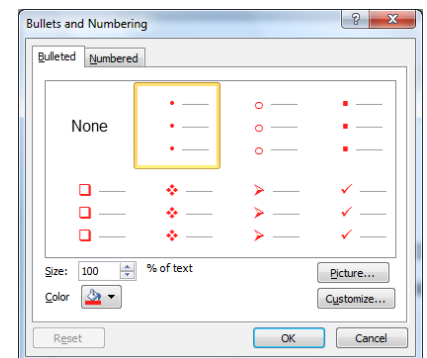 Bullets and Numbering
Bulleted Numbered
None
Size: 100 % of text
Picture...
Color
Customize...
Reset OK Cancel